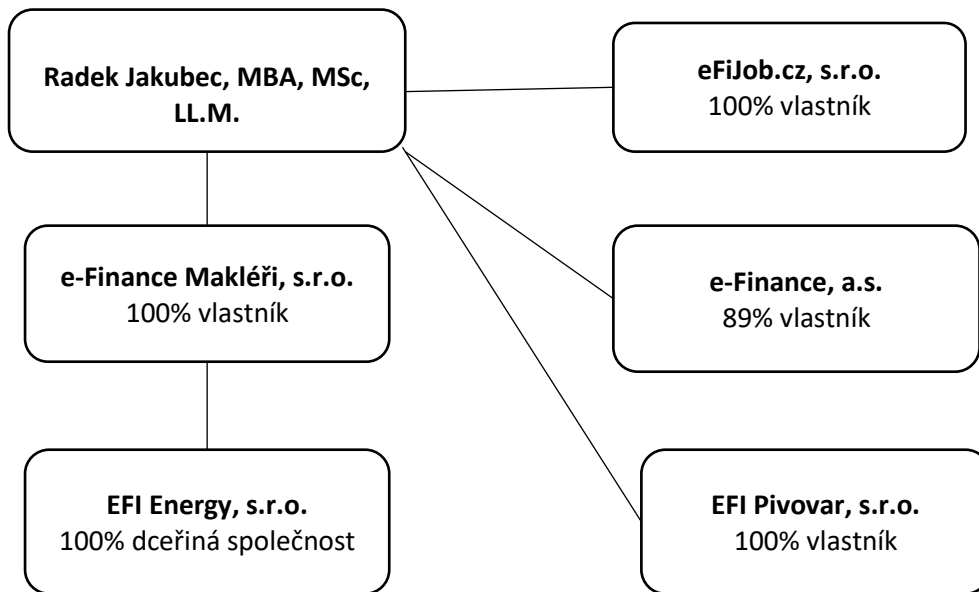 Radek Jakubec, MBA, MSc,
LL.M.
eFiJob.cz, s.r.o.
100% vlastník
e-Finance Makléři, s.r.o.
100% vlastník
e-Finance, a.s.
89% vlastník
EFI Energy, s.r.o.
100% dceřiná společnost
EFI Pivovar, s.r.o.
100% vlastník